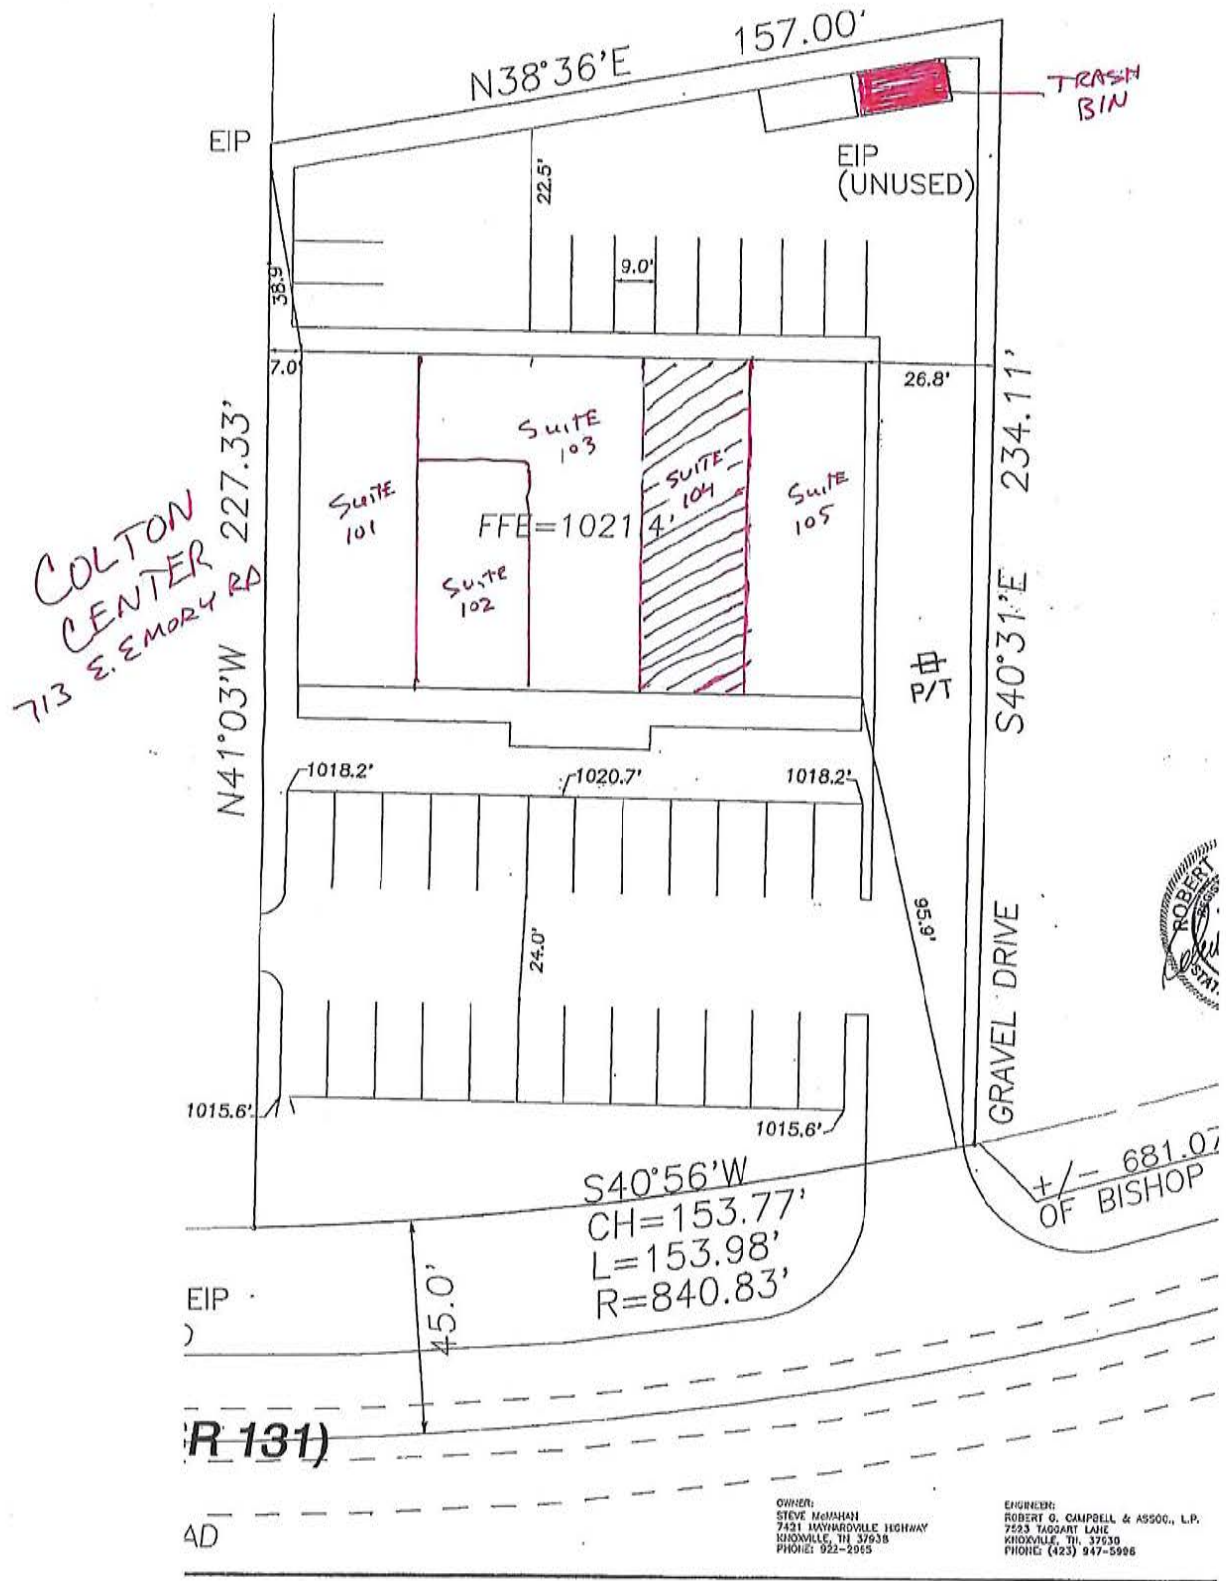 157.00'
N38°36'E
TRASH
BIN
EIP
EIP
(UNUSED)
22.5'
9.0'
38.9'
7.0'
26.8'
227.33'
234.11'
SUITE
103
SUITE
104
SUITE
101
SUITE
105
FFE=1021.4'
SUITE
102
COLTON
CENTER
713 E. EMORY RD
N41°03'W
S40°31'E
P/T
1018.2'
1020.7'
1018.2'
95.9'
24.0'
ROBERT
GRAVEL DRIVE
1015.6'
1015.6'
S40°56'W
CH=153.77'
L=153.98'
R=840.83'
+/- 681.07
OF BISHOP
EIP
)
45.0'
R 131)
AD
OWNER:
STEVE McMAHAN
7421 MAYNARDVILLE HIGHWAY
KNOXVILLE, TN 37938
PHONE: 922-2965
ENGINEER:
ROBERT G. CAMPBELL & ASSOC., L.P.
7523 TAGGART LANE
KNOXVILLE, TN. 37938
PHONE: (423) 947-5996